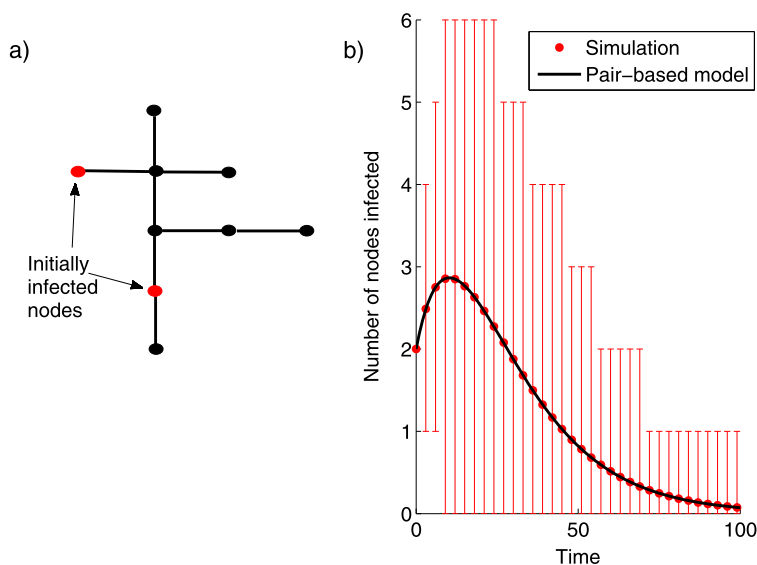 a)
Initially
infected
nodes
b)
Simulation
Pair-based model
Number of nodes infected
6
5
4
3
2
1
0
0 50 100
Time